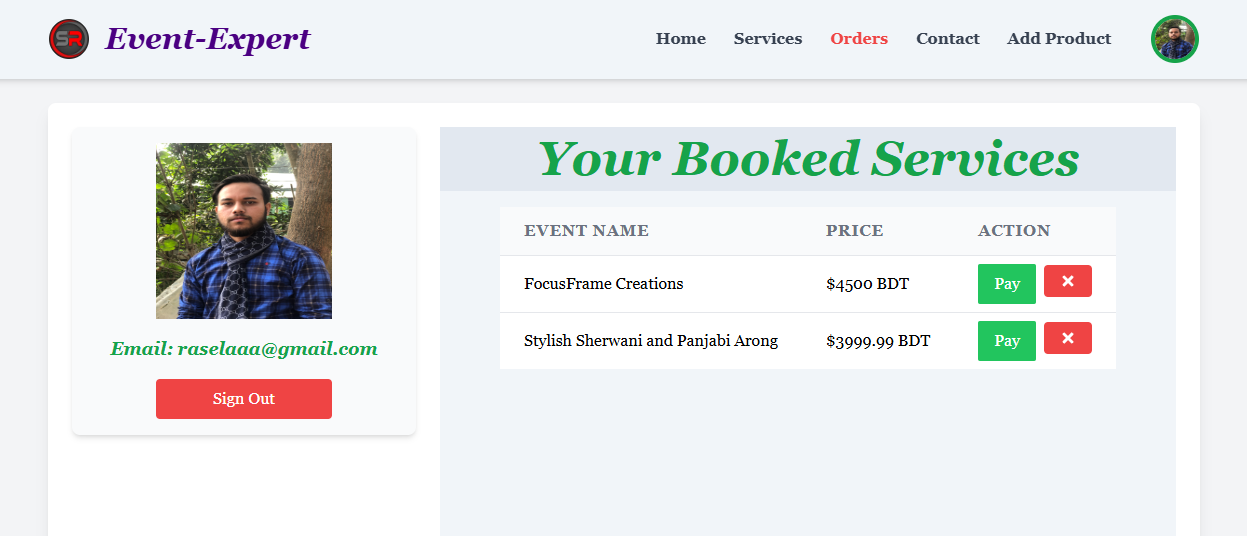 SR Event-Expert Home Services Orders Contact Add Product
Email: raselaaa@gmail.com
Sign Out
Your Booked Services
EVENT NAME PRICE ACTION
FocusFrame Creations $4500 BDT Pay
Stylish Sherwani and Panjabi Arong $3999.99 BDT Pay